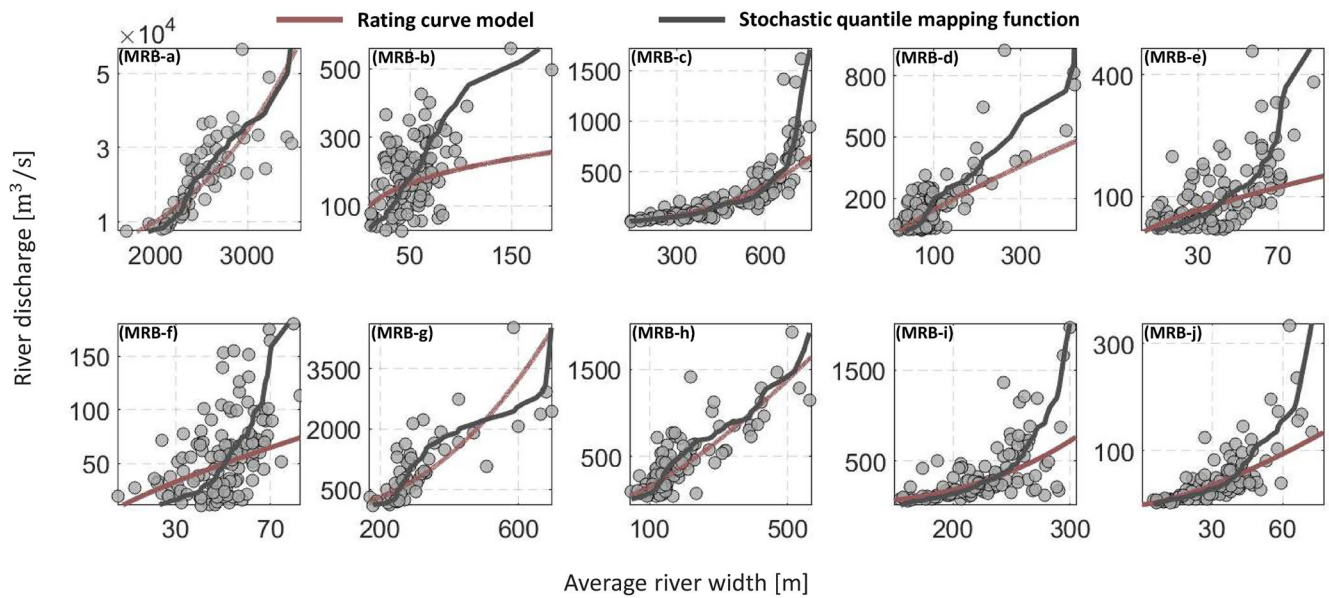 Rating curve model
Stochastic quantile mapping function
×10⁴
(MRB-a)
5
3
1
2000 3000
(MRB-b)
500
300
100
50 150
(MRB-c)
1500
1000
500
300 600
(MRB-d)
800
500
200
100 300
(MRB-e)
400
100
30 70
River discharge [m³/s]
(MRB-f)
150
100
50
30 70
(MRB-g)
3500
2000
500
200 600
(MRB-h)
1500
500
100 500
(MRB-i)
1500
500
200 300
(MRB-j)
300
100
30 60
Average river width [m]